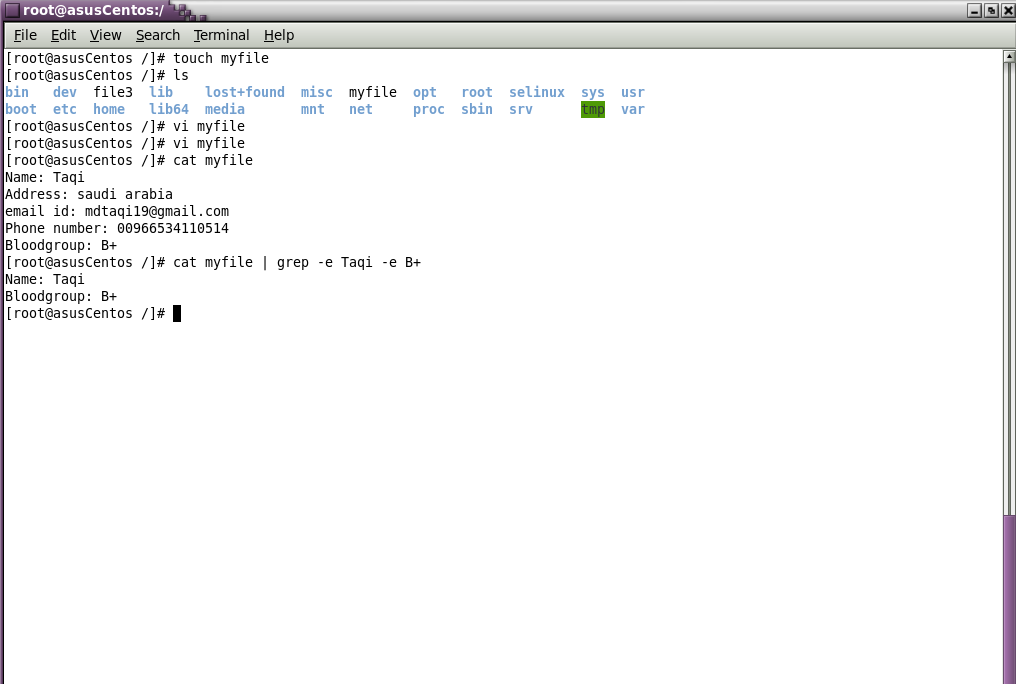 root@asusCentos:/
File Edit View Search Terminal Help
[root@asusCentos /]# touch myfile
[root@asusCentos /]# ls
bin dev file3 lib lost+found misc myfile opt root selinux sys usr
boot etc home lib64 media mnt net proc sbin srv tmp var
[root@asusCentos /]# vi myfile
[root@asusCentos /]# vi myfile
[root@asusCentos /]# cat myfile
Name: Taqi
Address: saudi arabia
email id: mdtaqi19@gmail.com
Phone number: 00966534110514
Bloodgroup: B+
[root@asusCentos /]# cat myfile | grep -e Taqi -e B+
Name: Taqi
Bloodgroup: B+
[root@asusCentos /]#